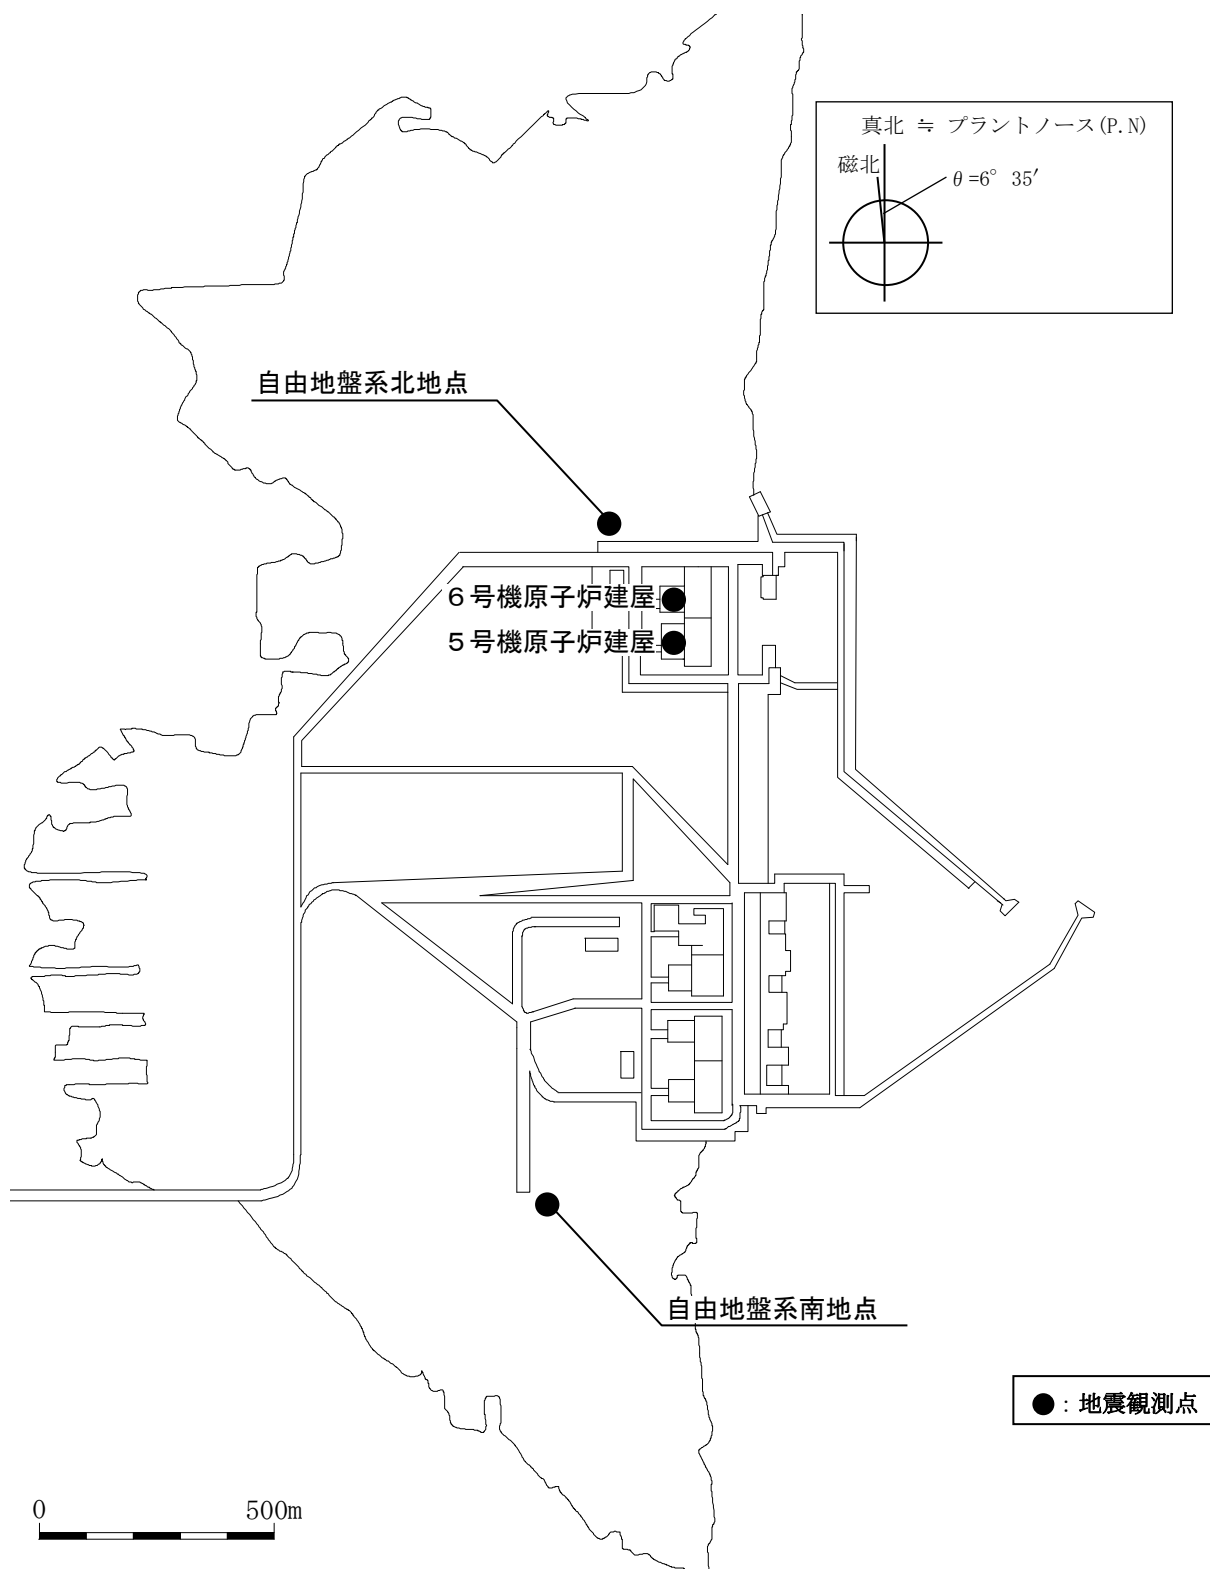 真北 ≒ プラントノース(P.N)
磁北
θ=6° 35′
自由地盤系北地点
６号機原子炉建屋
５号機原子炉建屋
自由地盤系南地点
●：地震観測点
0 500m